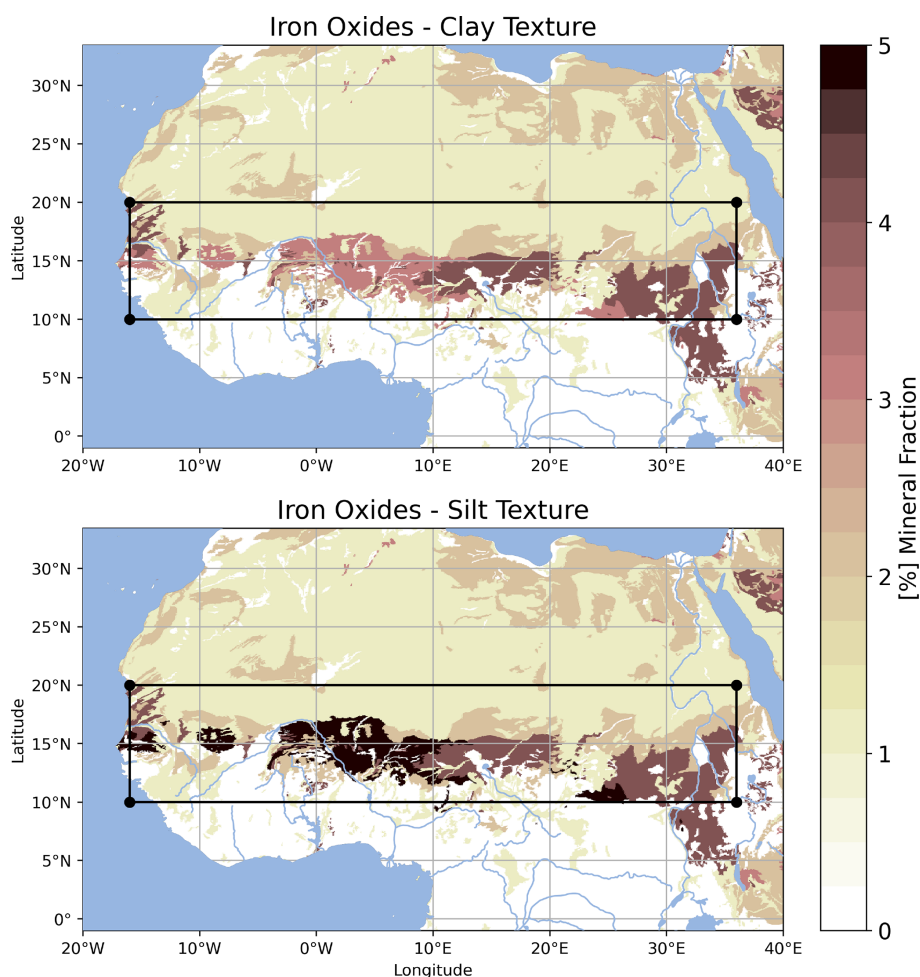 Iron Oxides - Clay Texture
30°N
25°N
20°N
15°N
10°N
5°N
0°
Latitude
20°W
10°W
0°W
10°E
20°E
30°E
40°E
Iron Oxides - Silt Texture
30°N
25°N
20°N
15°N
10°N
5°N
0°
Latitude
20°W
10°W
0°W
10°E
20°E
30°E
40°E
Longitude
5
4
3
2
1
0
[%] Mineral Fraction